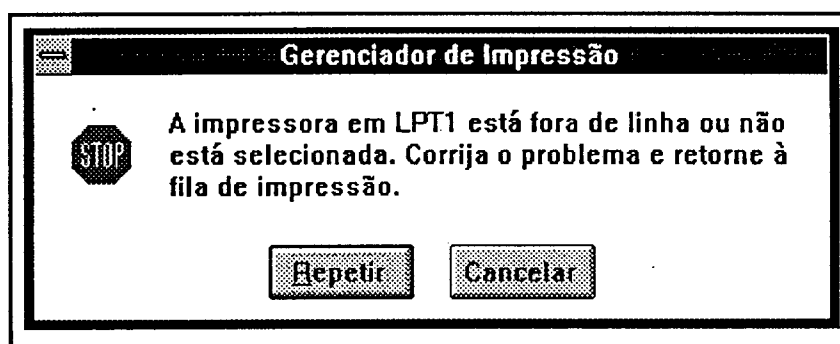 Gerenciador de Impressão
STOP
A impressora em LPT1 está fora de linha ou não
está selecionada. Corrija o problema e retorne à
fila de impressão.
Repetir
Cancelar